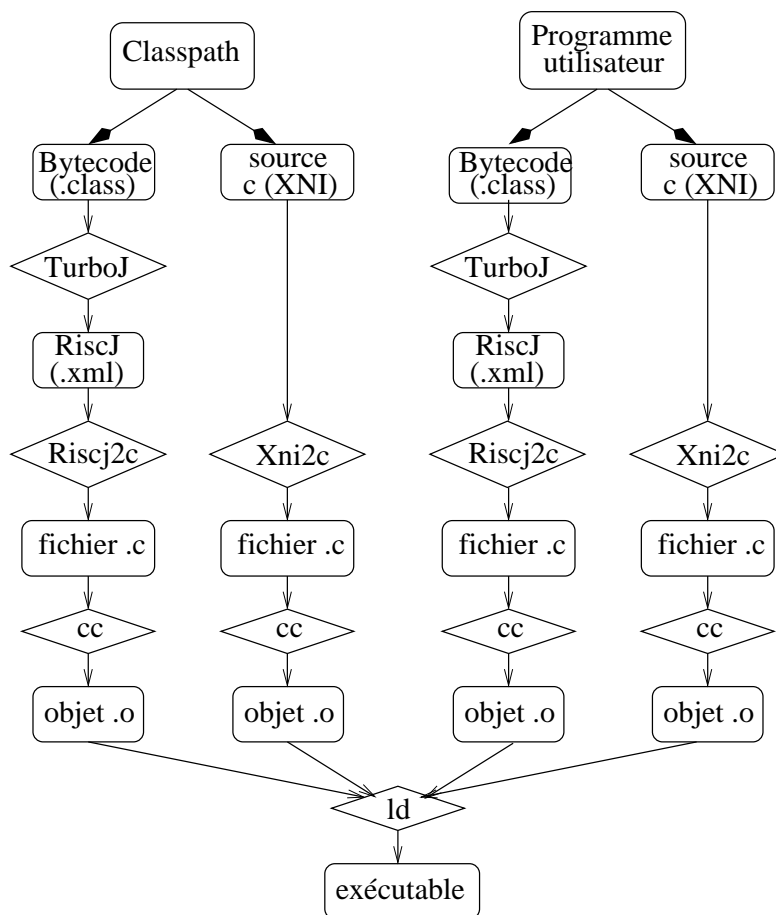 Classpath
Programme
utilisateur
Bytecode
(.class)
source
c (XNI)
Bytecode
(.class)
source
c (XNI)
TurboJ
TurboJ
RiscJ
(.xml)
RiscJ
(.xml)
Riscj2c
Xni2c
Riscj2c
Xni2c
fichier .c
fichier .c
fichier .c
fichier .c
cc
cc
cc
cc
objet .o
objet .o
objet .o
objet .o
ld
exécutable